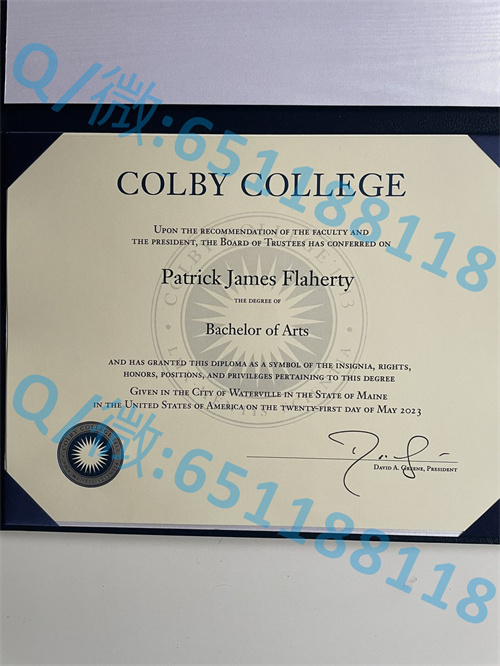 Q/微:651188118
COLBY COLLEGE
UPON THE RECOMMENDATION OF THE FACULTY AND
THE PRESIDENT, THE BOARD OF TRUSTEES HAS CONFERRED ON
Patrick James Flaherty
THE DEGREE OF
Bachelor of Arts
AND HAS GRANTED THIS DIPLOMA AS A SYMBOL OF THE INSIGNIA, RIGHTS,
HONORS, POSITIONS, AND PRIVILEGES PERTAINING TO THIS DEGREE
GIVEN IN THE CITY OF WATERVILLE IN THE STATE OF MAINE
IN THE UNITED STATES OF AMERICA ON THE TWENTY-FIRST DAY OF MAY 2023
Q/微:651188118
COLBY COLLEGE
DAVID A. GREENE, PRESIDENT